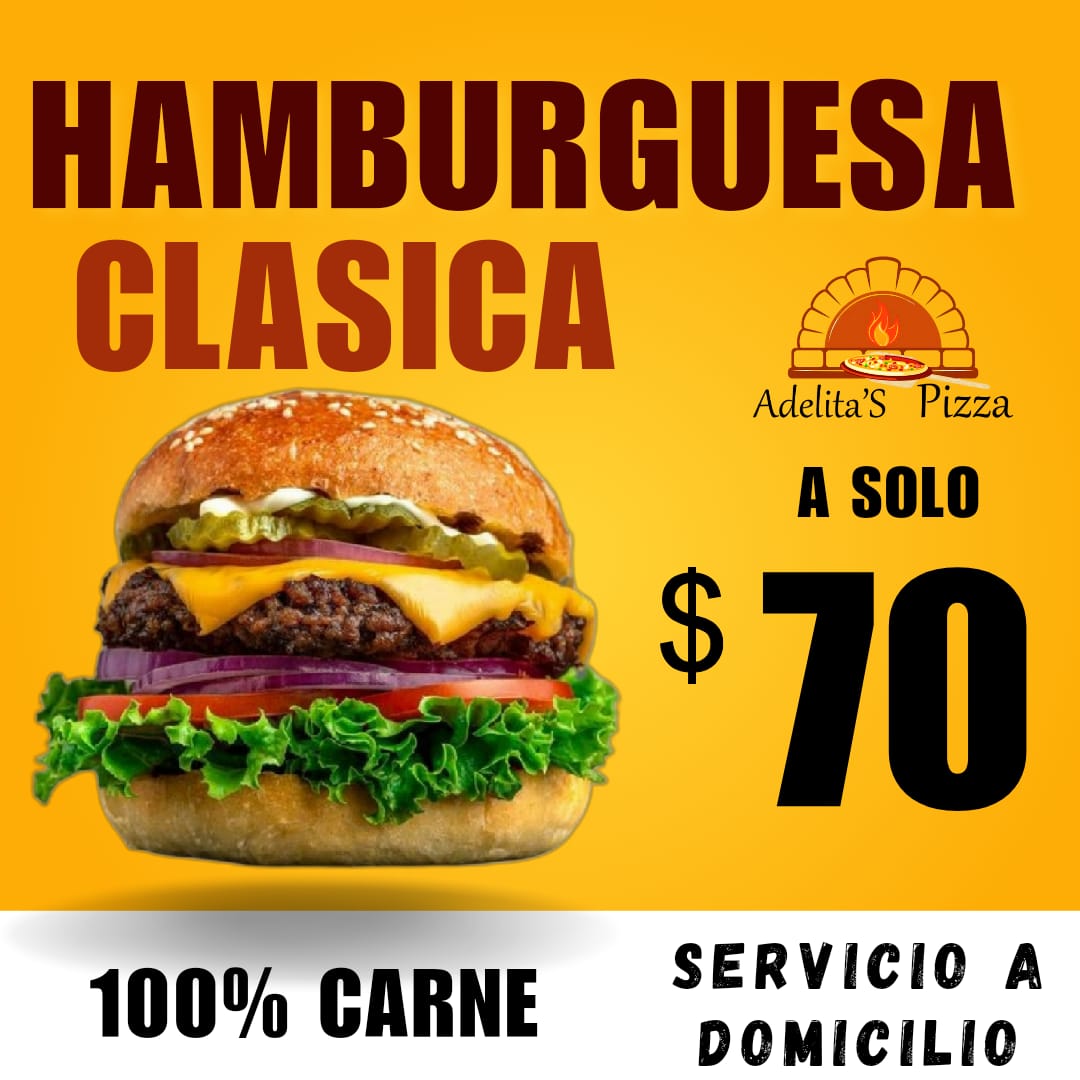 HAMBURGUESA
CLASICA
Adelita'S Pizza
A SOLO
$ 70
100% CARNE
SERVICIO A
DOMICILIO